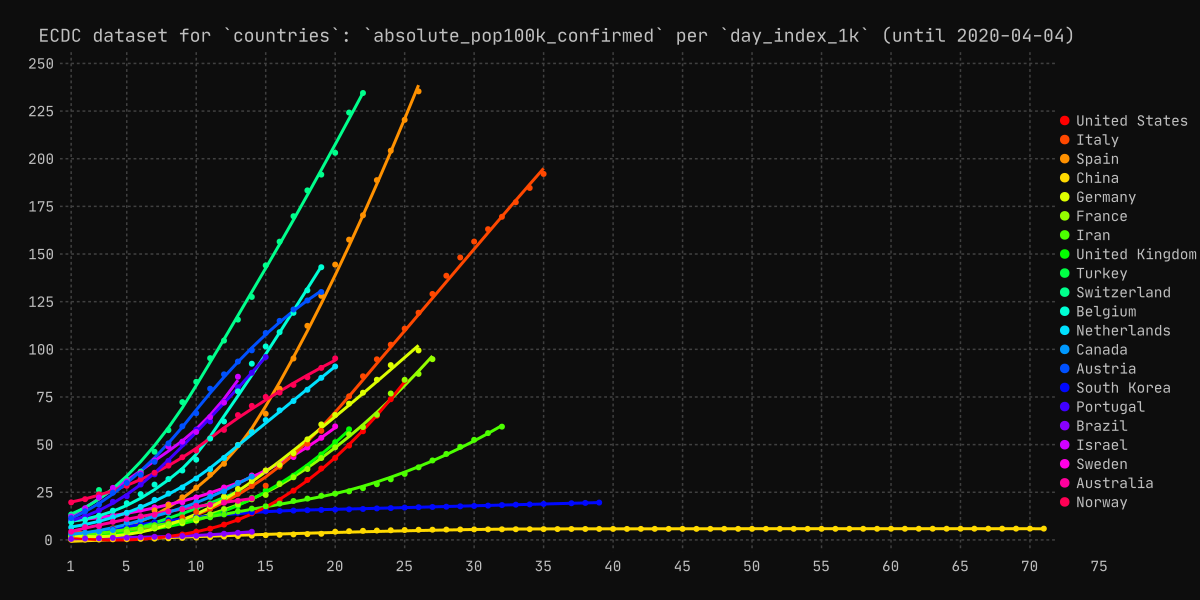 ECDC dataset for `countries`: `absolute_pop100k_confirmed` per `day_index_1k` (until 2020-04-04)
250
225
200
175
150
125
100
75
50
25
0
1 5 10 15 20 25 30 35 40 45 50 55 60 65 70 75
United States
Italy
Spain
China
Germany
France
Iran
United Kingdom
Turkey
Switzerland
Belgium
Netherlands
Canada
Austria
South Korea
Portugal
Brazil
Israel
Sweden
Australia
Norway